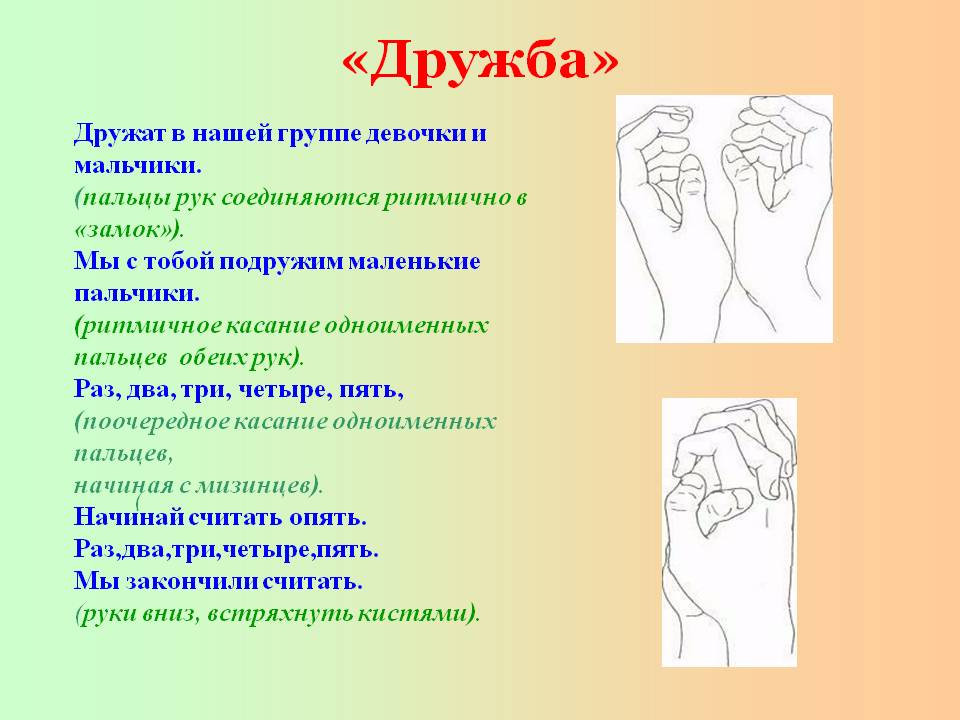 «Дружба»
Дружат в нашей группе девочки и
мальчики.
(пальцы рук соединяются ритмично в
«замок»).
Мы с тобой подружим маленькие
пальчики.
(ритмичное касание одноименных
пальцев обеих рук).
Раз, два, три, четыре, пять,
(поочередное касание одноименных
пальцев,
начиная с мизинцев).
(
Начинай считать опять.
Раз,два,три,четыре,пять.
Мы закончили считать.
(руки вниз, встряхнуть кистями).